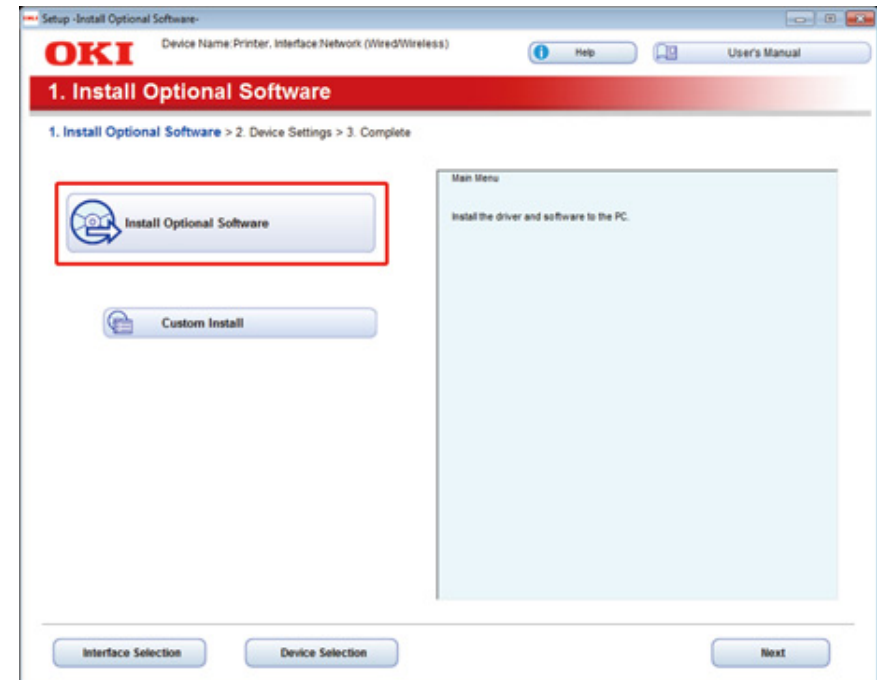 Setup -Install Optional Software-
OKI
Device Name:Printer, Interface:Network (Wired/Wireless)
Help
User's Manual
1. Install Optional Software
1. Install Optional Software > 2. Device Settings > 3. Complete
Install Optional Software
Custom Install
Main Menu
Install the driver and software to the PC.
Interface Selection
Device Selection
Next